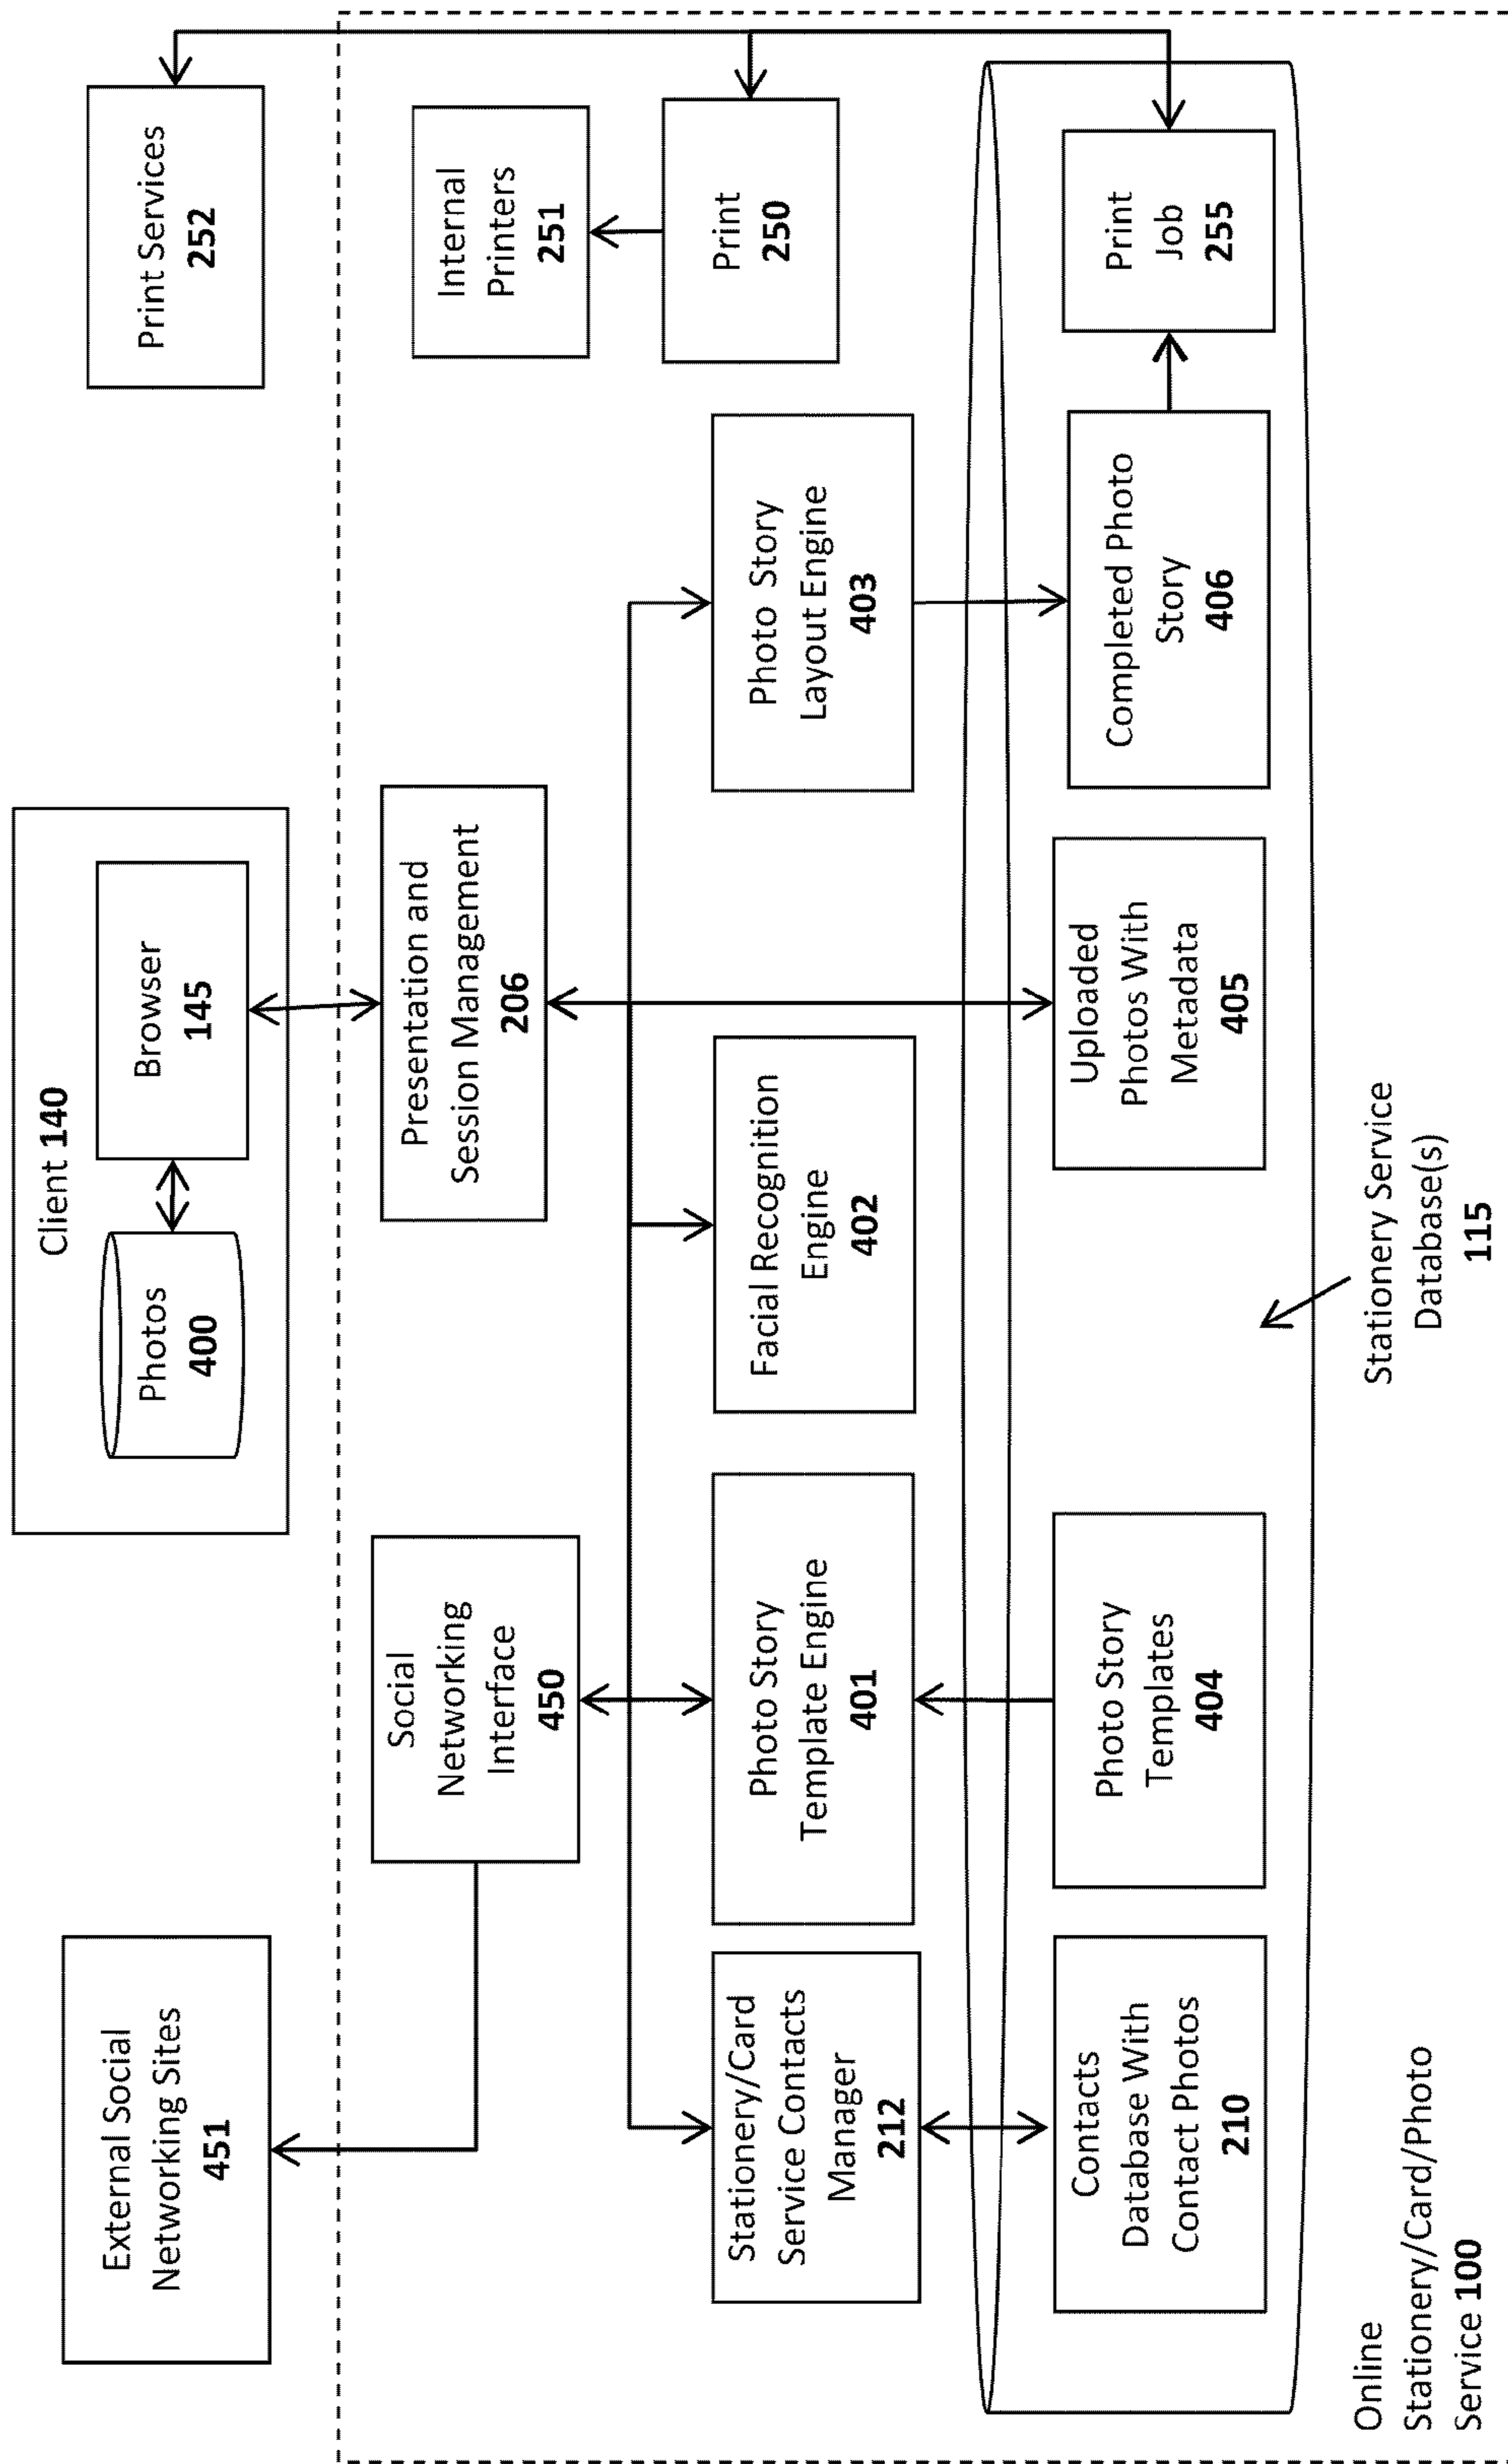 External Social
Networking Sites
451
Client 140
Photos
400
Browser
145
Print Services
252
Social
Networking
Interface
450
Presentation and
Session Management
206
Internal
Printers
251
Stationery/Card
Service Contacts
Manager
212
Photo Story
Template Engine
401
Facial Recognition
Engine
402
Photo Story
Layout Engine
403
Print
250
Contacts
Database With
Contact Photos
210
Photo Story
Templates
404
Uploaded
Photos With
Metadata
405
Completed Photo
Story
406
Print
Job
255
Online
Stationery/Card/Photo
Service 100
Stationery Service
Database(s)
115